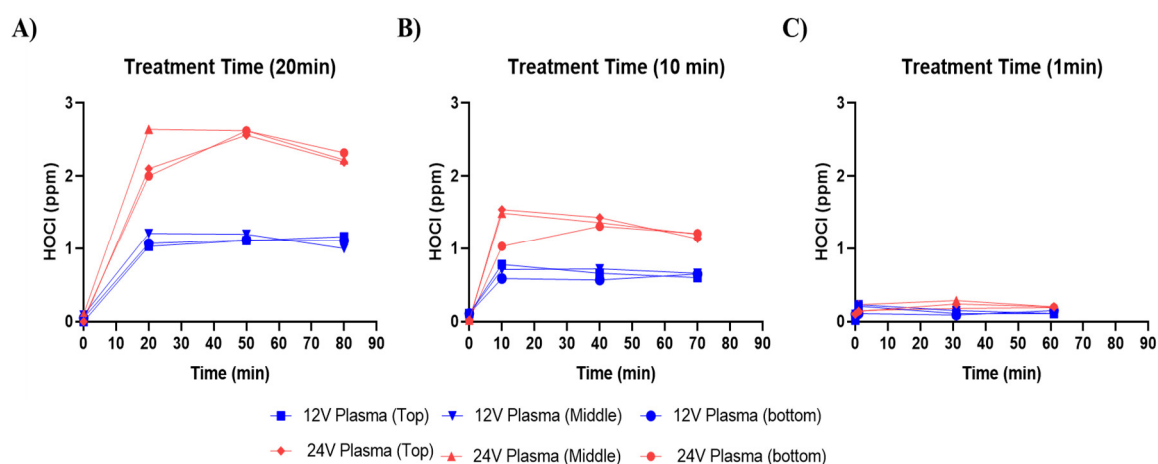 A)
Treatment Time (20min)
HOCl (ppm)
3
2
1
0
0 10 20 30 40 50 60 70 80 90
Time (min)
B)
Treatment Time (10 min)
HOCl (ppm)
3
2
1
0
0 10 20 30 40 50 60 70 80 90
Time (min)
C)
Treatment Time (1min)
HOCl (ppm)
3
2
1
0
0 10 20 30 40 50 60 70 80 90
Time (min)
12V Plasma (Top) 12V Plasma (Middle) 12V Plasma (bottom)
24V Plasma (Top) 24V Plasma (Middle) 24V Plasma (bottom)